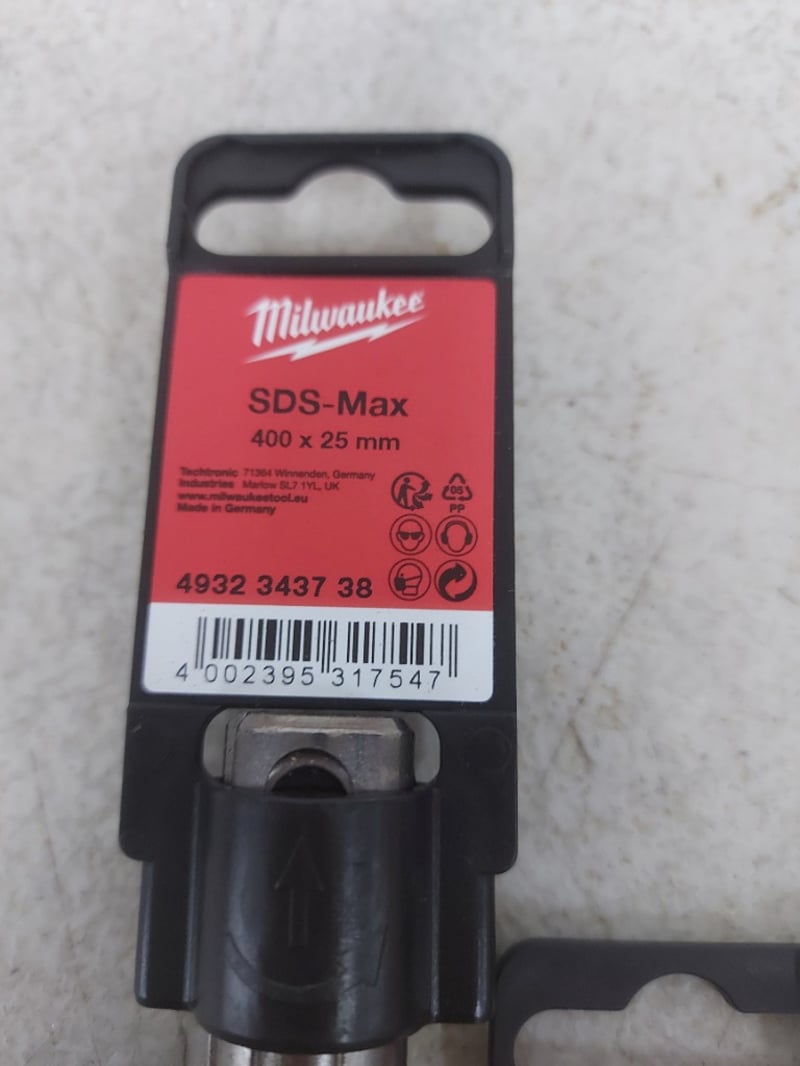 Milwaukee
SDS-Max
400 x 25 mm
Techtronic 71364 Winnenden, Germany
Industries Marlow SL7 1YL, UK
www.milwaukeetool.eu
Made in Germany
05
PP
4932 3437 38
4 002395 317547